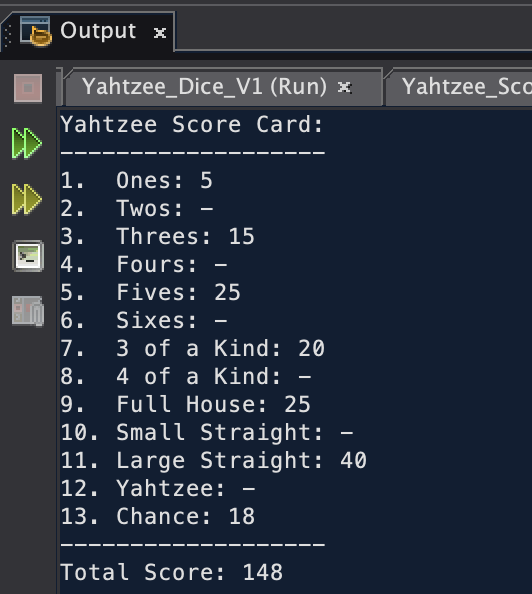 Output ×
Yahtzee_Dice_V1 (Run) × Yahtzee_Sco
Yahtzee Score Card:
-------------------
1.  Ones: 5
2.  Twos: -
3.  Threes: 15
4.  Fours: -
5.  Fives: 25
6.  Sixes: -
7.  3 of a Kind: 20
8.  4 of a Kind: -
9.  Full House: 25
10. Small Straight: -
11. Large Straight: 40
12. Yahtzee: -
13. Chance: 18
-------------------
Total Score: 148